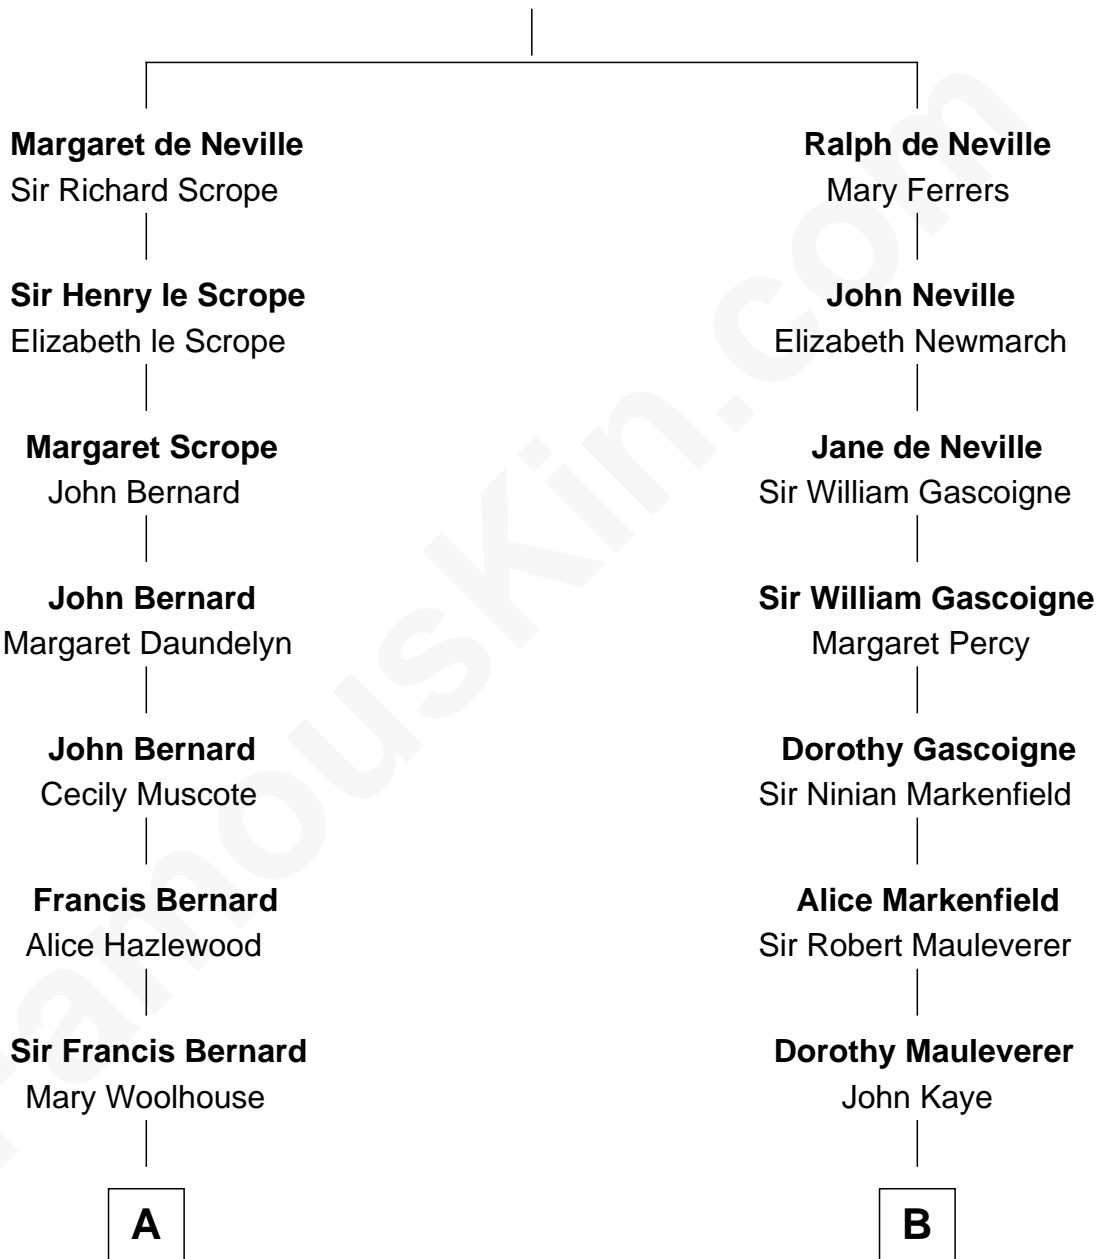 Margaret de Neville
Sir Richard Scrope
Sir Henry le Scrope
Elizabeth le Scrope
Margaret Scrope
John Bernard
John Bernard
Margaret Daundelyn
John Bernard
Cecily Muscote
Francis Bernard
Alice Hazlewood
Sir Francis Bernard
Mary Woolhouse
A
Ralph de Neville
Mary Ferrers
John Neville
Elizabeth Newmarch
Jane de Neville
Sir William Gascoigne
Sir William Gascoigne
Margaret Percy
Dorothy Gascoigne
Sir Ninian Markenfield
Alice Markenfield
Sir Robert Mauleverer
Dorothy Mauleverer
John Kaye
B
FamousKin.com